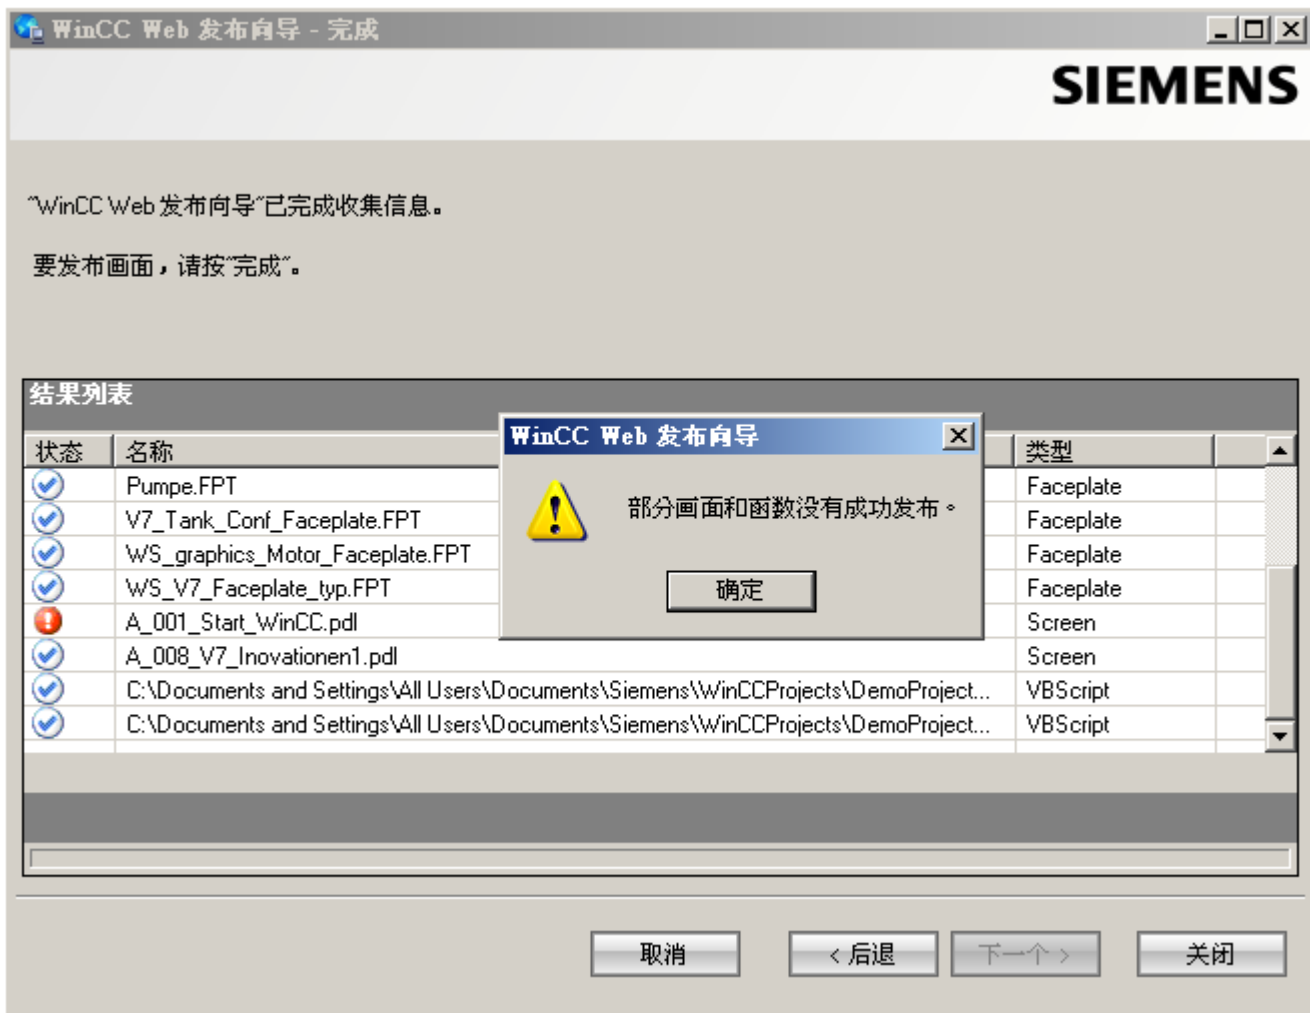 WinCC Web 发布向导 - 完成
SIEMENS
"WinCC Web 发布向导"已完成收集信息。
要发布画面，请按"完成"。
结果列表
状态 名称 类型
Pumpe.FPT Faceplate
V7_Tank_Conf_Faceplate.FPT Faceplate
WS_graphics_Motor_Faceplate.FPT Faceplate
WS_V7_Faceplate_typ.FPT Faceplate
A_001_Start_WinCC.pdl Screen
A_008_V7_Inovationen1.pdl Screen
C:\Documents and Settings\All Users\Documents\Siemens\WinCCProjects\DemoProject... VBScript
C:\Documents and Settings\All Users\Documents\Siemens\WinCCProjects\DemoProject... VBScript
WinCC Web 发布向导
部分画面和函数没有成功发布。
确定
取消 < 后退 下一个 > 关闭